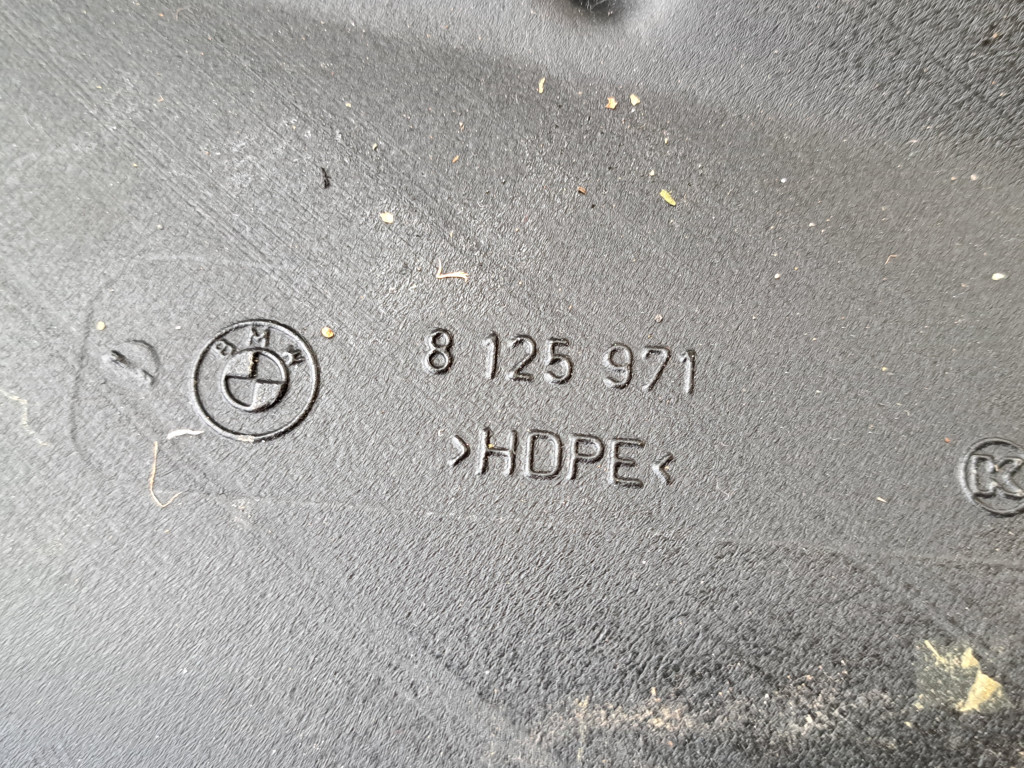 BMW
8 125 971
>HDPE<
K